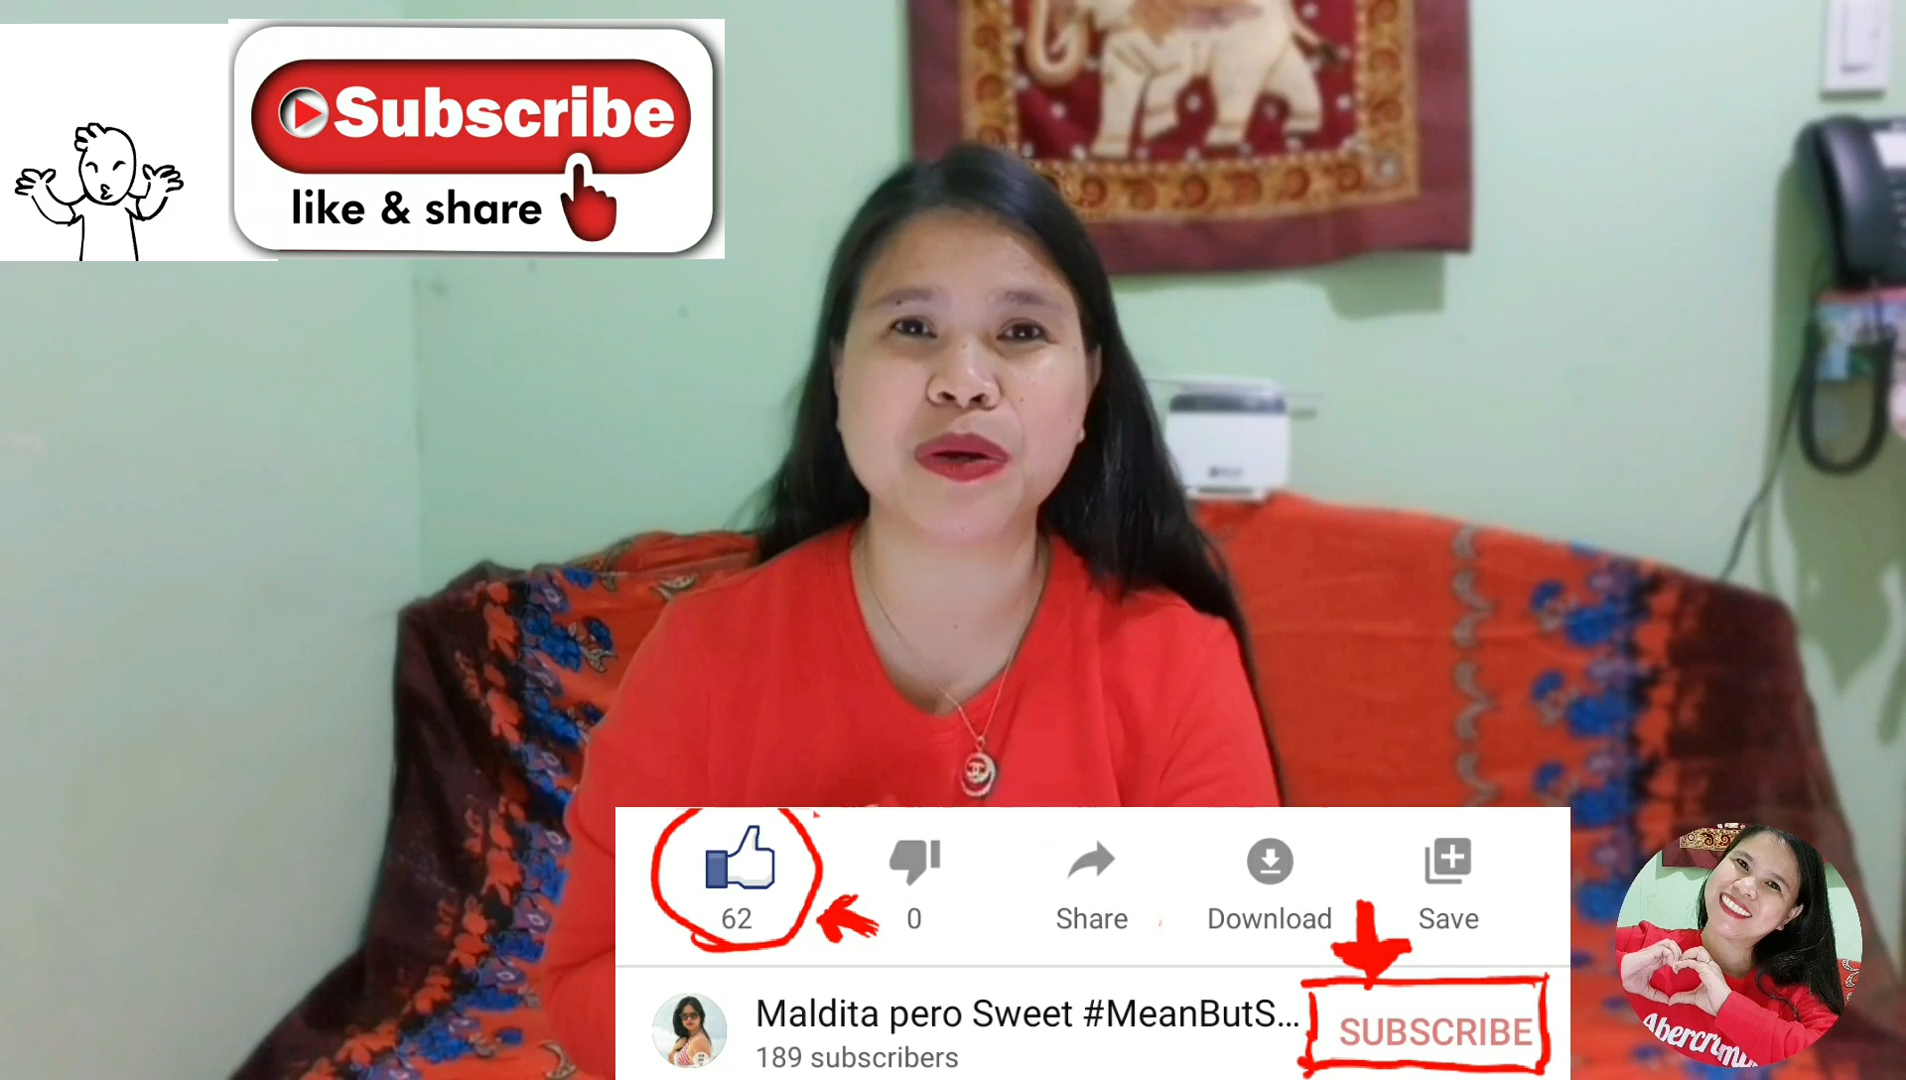 Subscribe
like & share
62
0
Share
Download
Save
Maldita pero Sweet #MeanButS...
189 subscribers
SUBSCRIBE